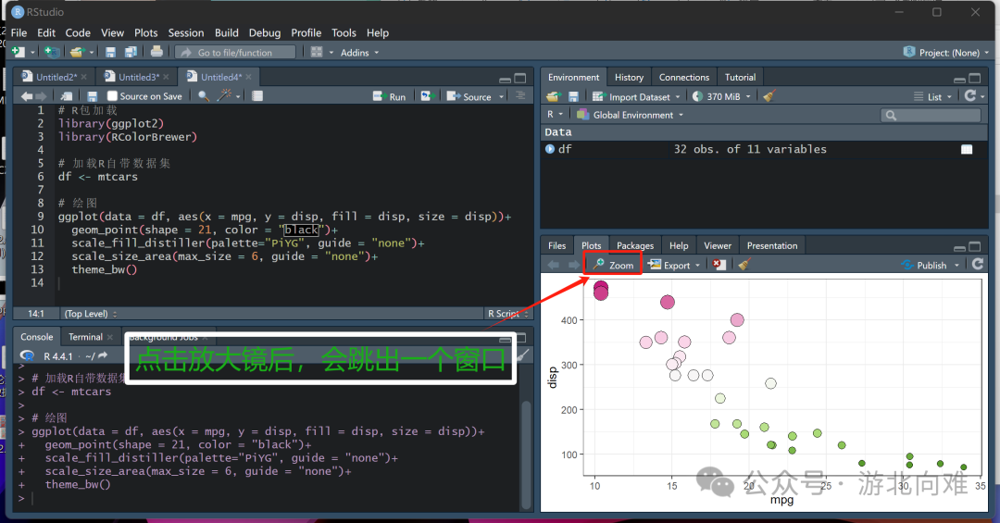 RStudio
File Edit Code View Plots Session Build Debug Profile Tools Help
Go to file/function Addins Project: (None)
Untitled2* Untitled3* Untitled4*
Source on Save Run Source
1 # R包加载
2 library(ggplot2)
3 library(RColorBrewer)
4
5 # 加载R自带数据集
6 df <- mtcars
7
8 # 绘图
9 ggplot(data = df, aes(x = mpg, y = disp, fill = disp, size = disp))+
10 geom_point(shape = 21, color = "black")+
11 scale_fill_distiller(palette="PiYG", guide = "none")+
12 scale_size_area(max_size = 6, guide = "none")+
13 theme_bw()
14
14:1 (Top Level) R Script
Console Terminal Background Jobs
R 4.4.1 · ~/
点击放大镜后，会跳出一个窗口
>
> # 加载R自带数据集
> df <- mtcars
>
> # 绘图
> ggplot(data = df, aes(x = mpg, y = disp, fill = disp, size = disp))+
+ geom_point(shape = 21, color = "black")+
+ scale_fill_distiller(palette="PiYG", guide = "none")+
+ scale_size_area(max_size = 6, guide = "none")+
+ theme_bw()
>
Environment History Connections Tutorial
Import Dataset 370 MiB List
R Global Environment
Data
df 32 obs. of 11 variables
Files Plots Packages Help Viewer Presentation
Zoom Export Publish
400
300
200
100
disp
10 15 20 25 30 35
mpg
公众号 · 游北向难